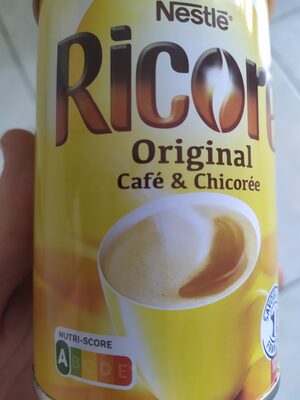 Nestlé
Ricoré
Original
Café & Chicorée
NUTRI-SCORE
A B C D E